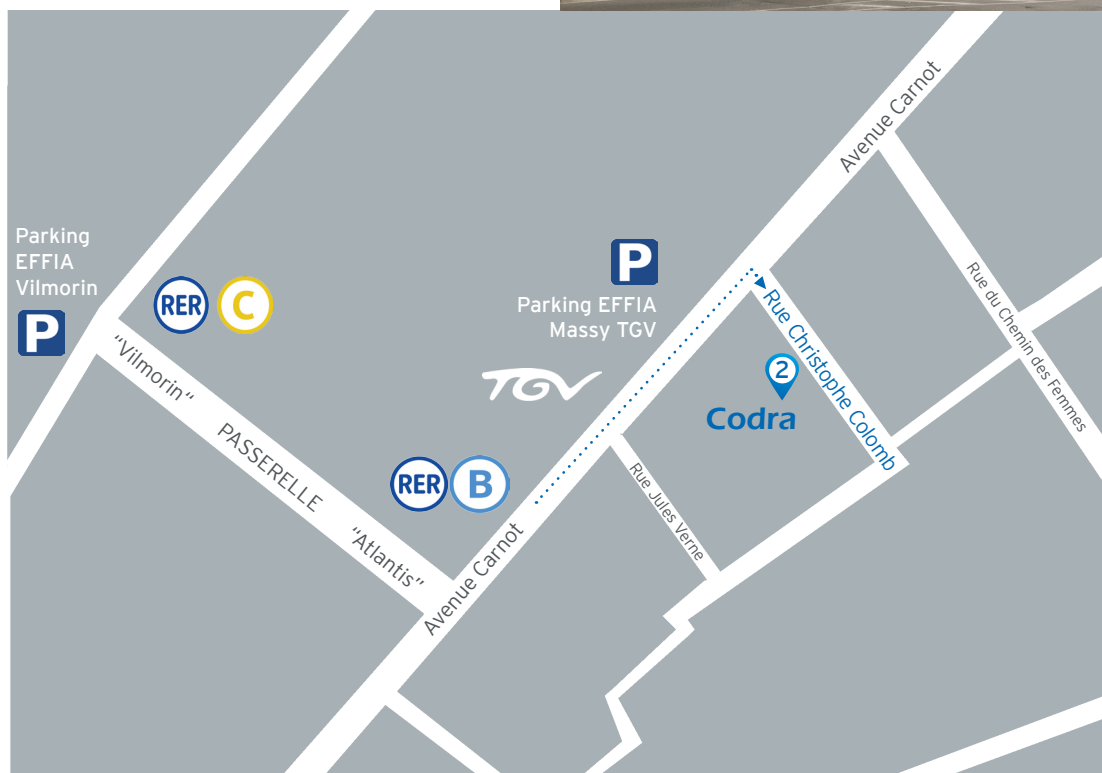 Avenue Carnot
Parking
EFFIA
Vilmorin
P
RER
C
P
Parking EFFIA
Massy TGV
Rue du Chemin des Femmes
Rue Christophe Colomb
2
Codra
TGV
"Vilmorin"
PASSERELLE
"Atlantis"
RER
B
Rue Jules Verne
Avenue Carnot